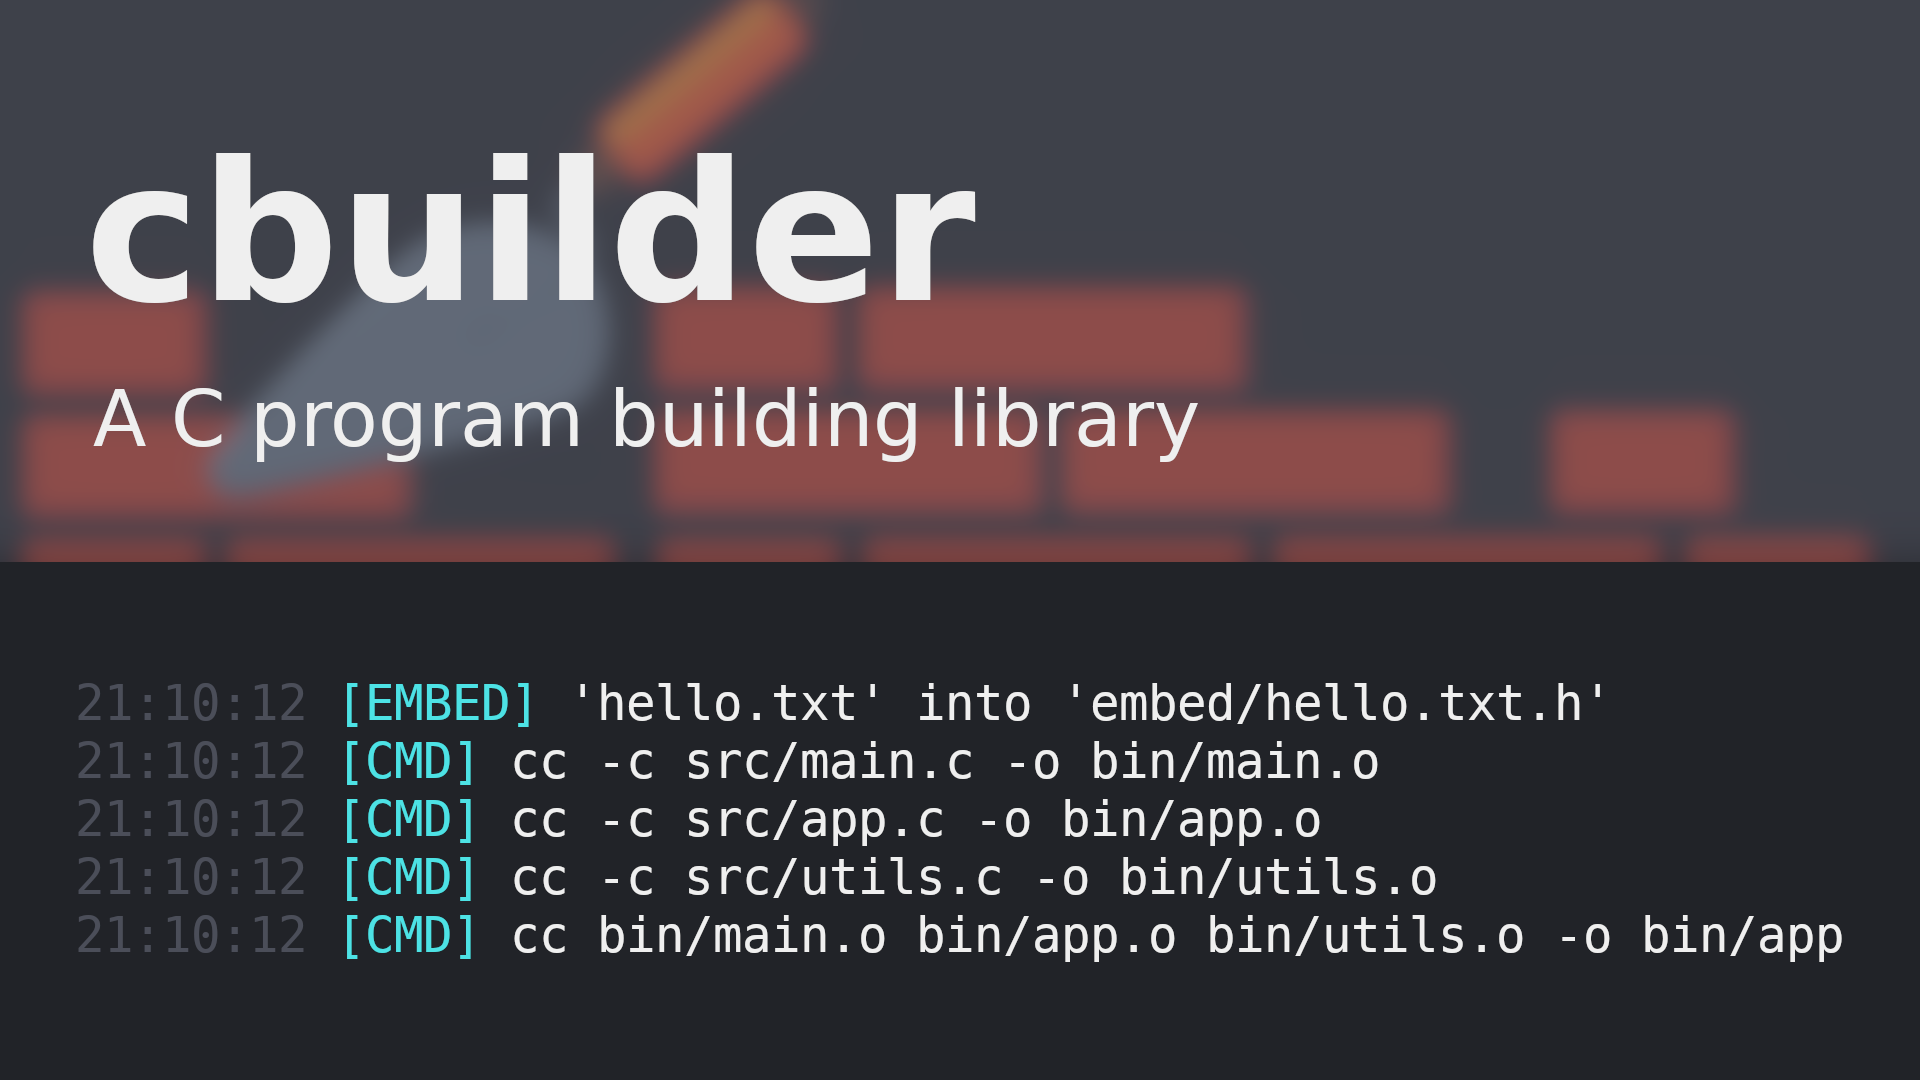 cbuilder
A C program building library
21:10:12 [EMBED] 'hello.txt' into 'embed/hello.txt.h'
21:10:12 [CMD] cc -c src/main.c -o bin/main.o
21:10:12 [CMD] cc -c src/app.c -o bin/app.o
21:10:12 [CMD] cc -c src/utils.c -o bin/utils.o
21:10:12 [CMD] cc bin/main.o bin/app.o bin/utils.o -o bin/app